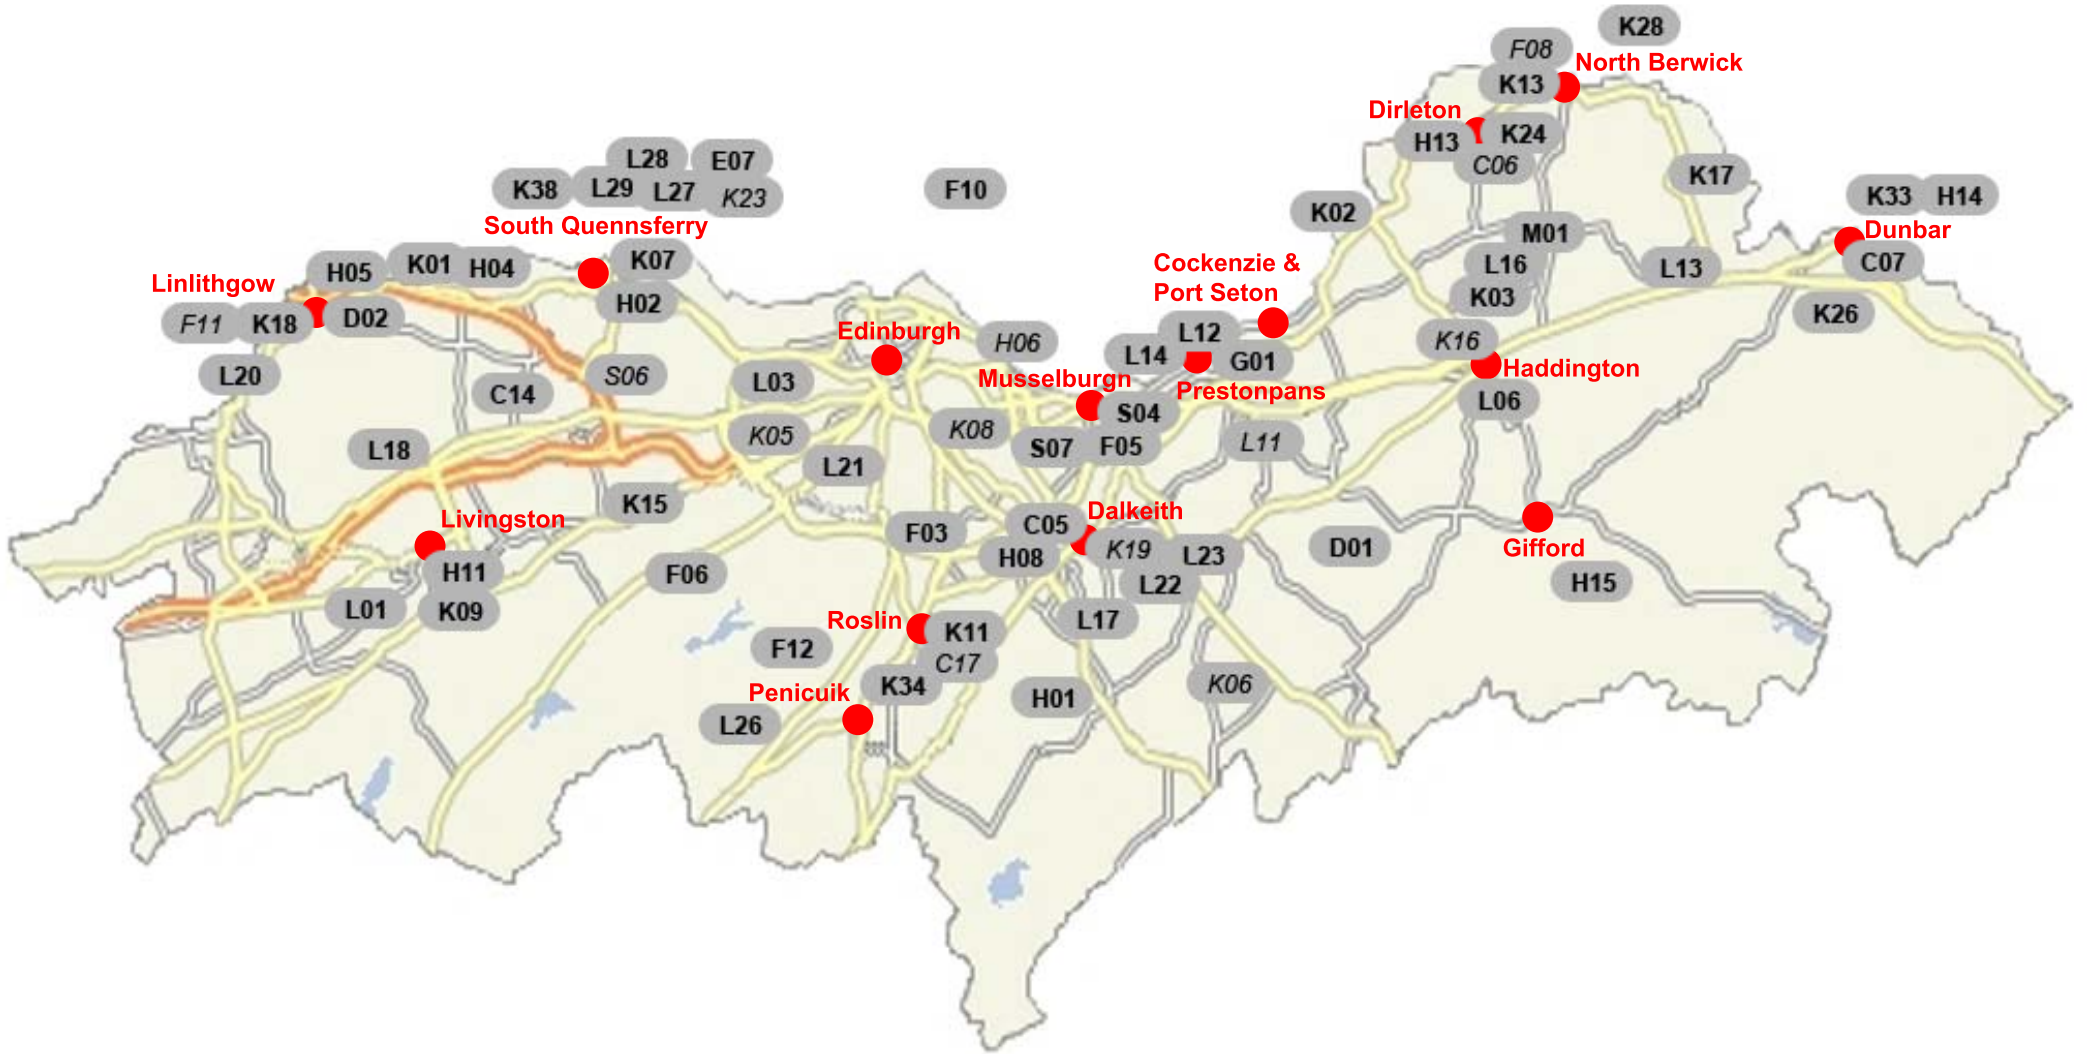 K28
F08
North Berwick
K13
Dirleton
H13
K24
C06
L28
E07
K38
L29
L27
K23
F10
K17
K33
H14
K02
South Quennsferry
M01
Dunbar
C07
K01
H04
H05
K07
L16
L13
Cockenzie &
Port Seton
K03
Linlithgow
H02
F11
K18
D02
K26
Edinburgh
H06
L12
L14
G01
K16
Haddington
L20
S06
L03
Musselburgn
Prestonpans
C14
L06
S04
K05
K08
L18
S07
F05
L11
L21
K15
Livingston
Dalkeith
C05
F03
K19
Gifford
D01
H08
L23
H11
F06
L22
H15
L01
K09
Roslin
K11
L17
F12
C17
Penicuik
K34
H01
K06
L26